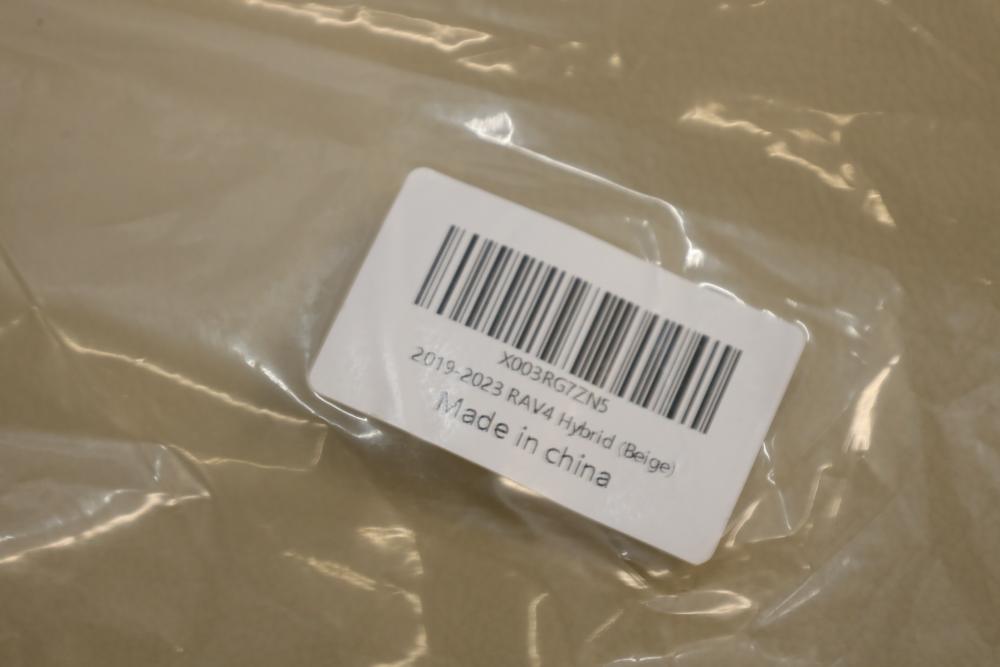 X003RG7ZN5
2019-2023 RAV4 Hybrid (Beige)
Made in china